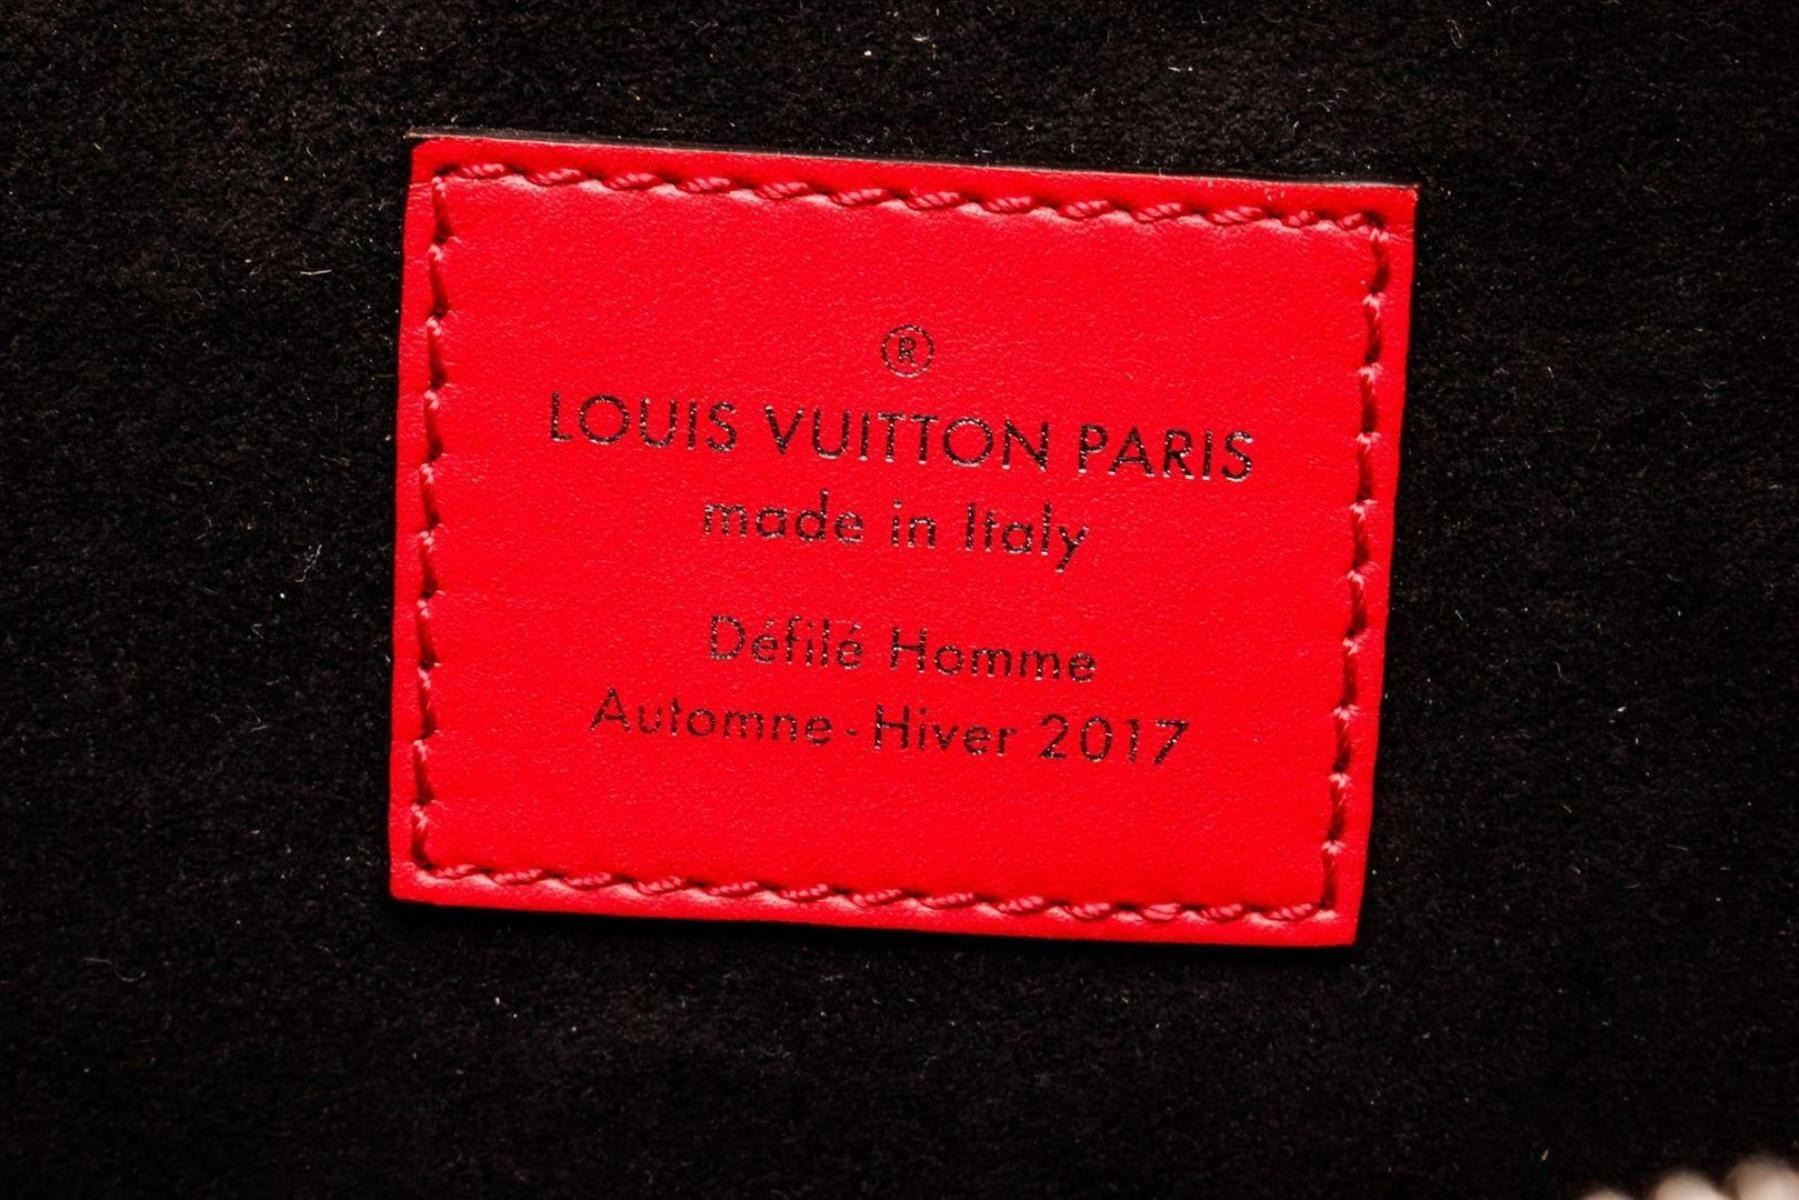 ®
LOUIS VUITTON PARIS
made in Italy
Défilé Homme
Automne - Hiver 2017